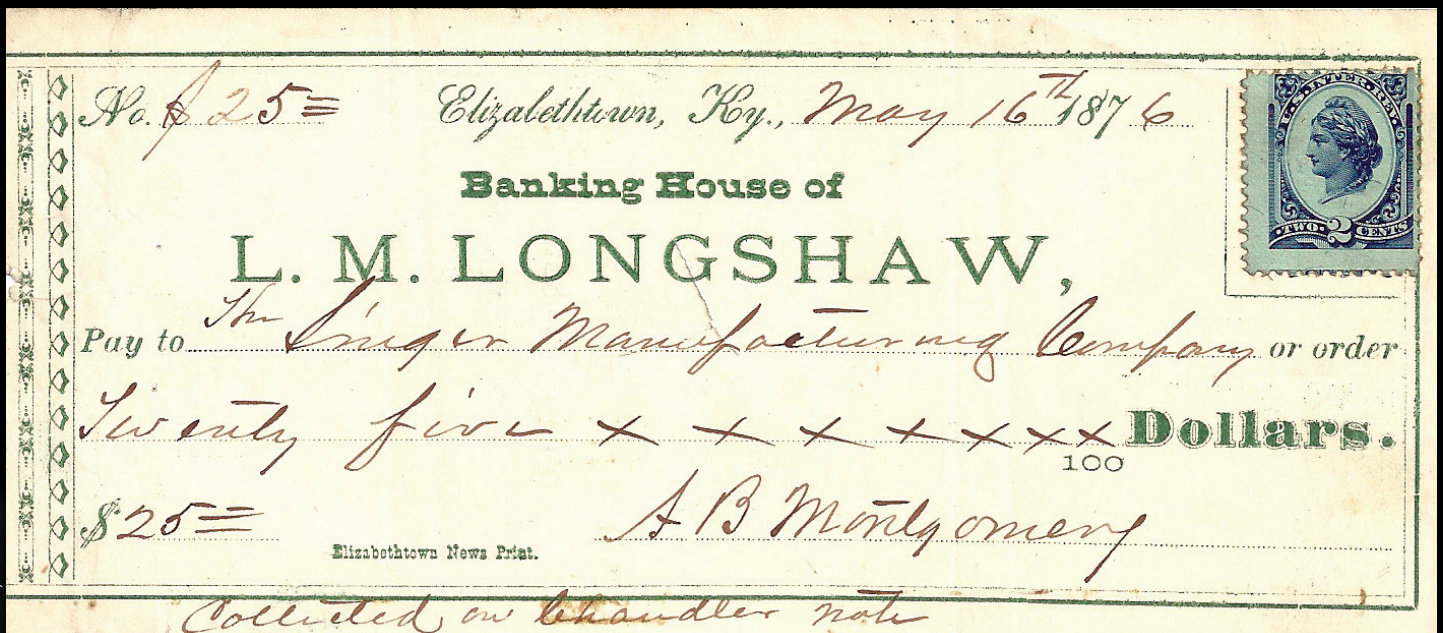 No. $ 25= Elizabethtown, Ky., May 16th 1876
U.S. INTER. REV.
TWO 2 CENTS
Banking House of
L. M. LONGSHAW,
Pay to The Singer Manufacturing Company or order
Twenty five x x x x x x x Dollars.
100
$25= A B Montgomery
Elizabethtown News Print.
Collected on Chandler note